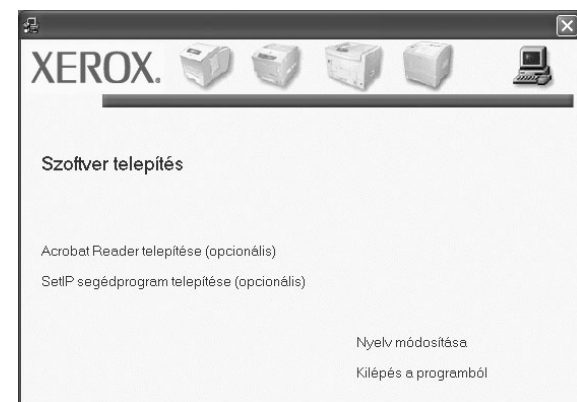 XEROX.
Szoftver telepítés
Acrobat Reader telepítése (opcionális)
SetIP segédprogram telepítése (opcionális)
Nyelv módosítása
Kilépés a programból